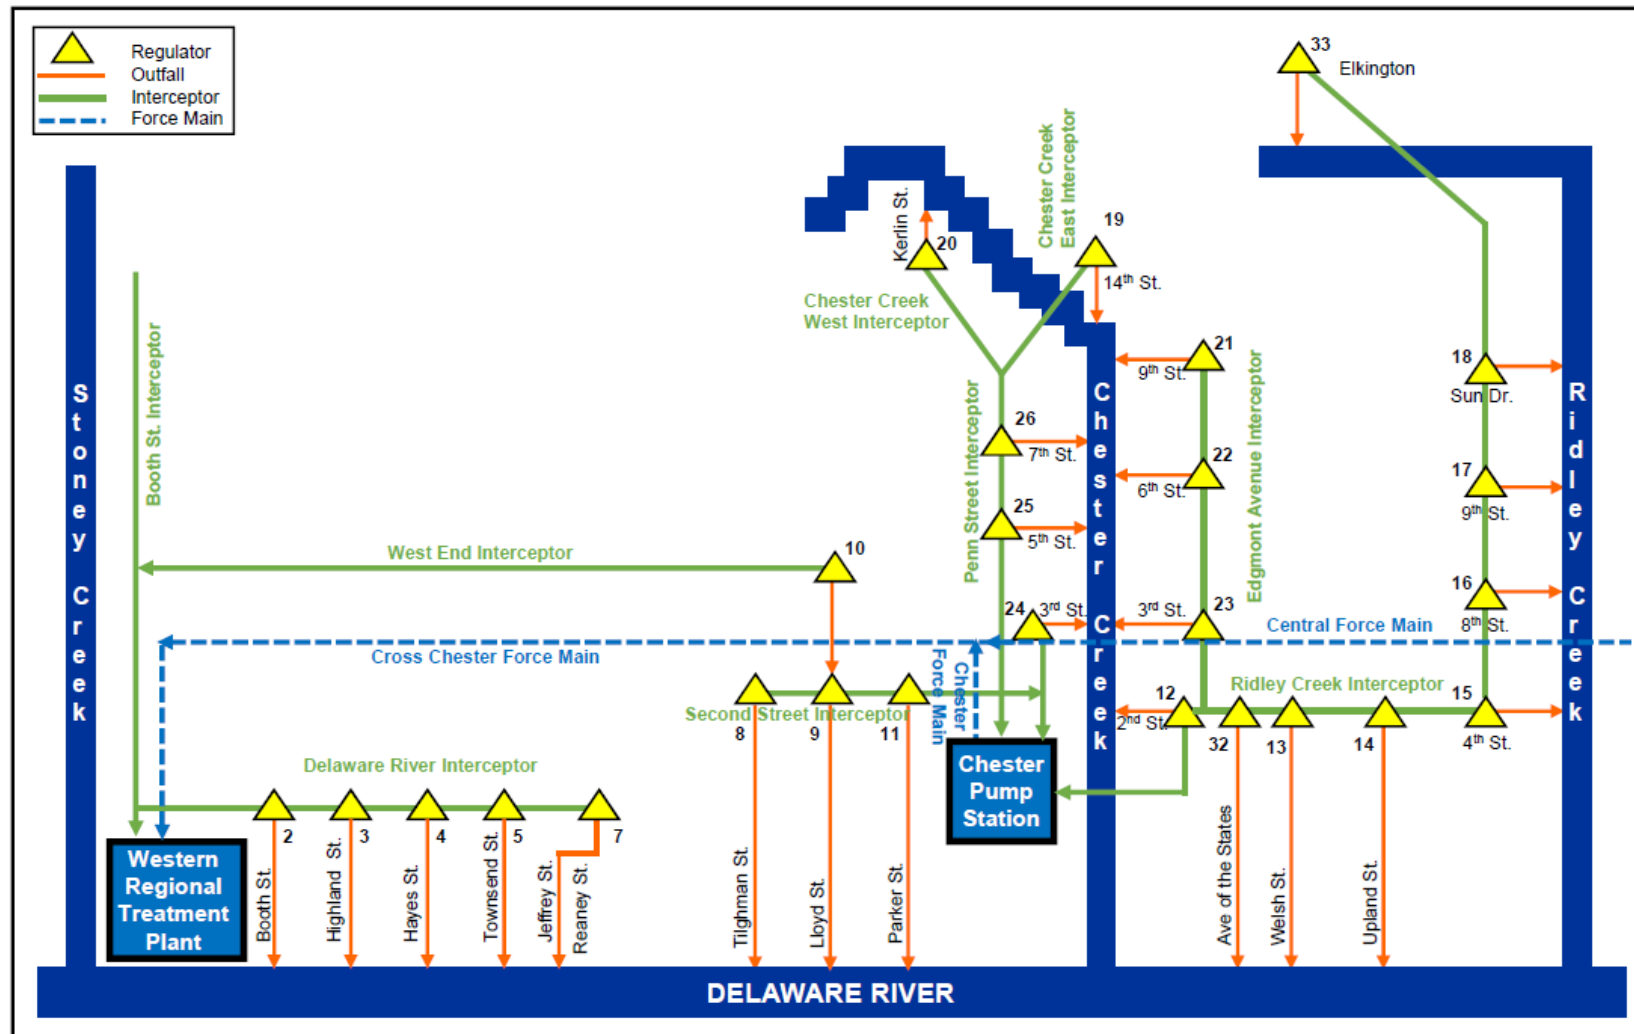 Regulator
Outfall
Interceptor
Force Main
33
Elkington
Stoney Creek
Booth St. Interceptor
Kerlin St.
20
Chester Creek
East Interceptor
19
14th St.
Chester Creek
West Interceptor
Chester Creek
21
9th St.
22
6th St.
Edgmont Avenue Interceptor
18
Sun Dr.
17
9th St.
16
8th St.
Ridley Creek
26
7th St.
25
5th St.
Penn Street Interceptor
West End Interceptor
10
24
3rd St.
3rd St.
23
Central Force Main
Cross Chester Force Main
Chester
Force Main
Second Street Interceptor
8
9
11
12
2nd St.
Ridley Creek Interceptor
32
13
14
15
4th St.
Chester
Pump
Station
Delaware River Interceptor
2
3
4
5
7
Western
Regional
Treatment
Plant
Booth St.
Highland St.
Hayes St.
Townsend St.
Jeffrey St.
Reaney St.
Tilghman St.
Lloyd St.
Parker St.
Ave of the States
Welsh St.
Upland St.
DELAWARE RIVER